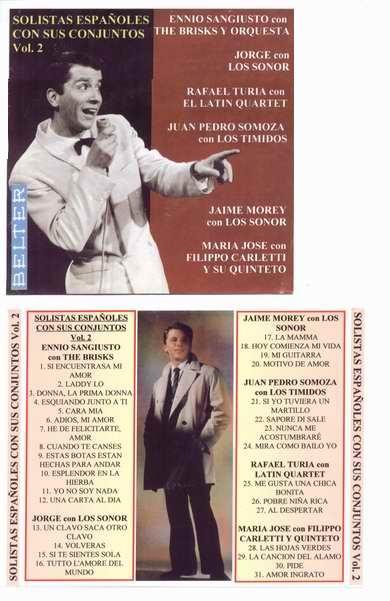 SOLISTAS ESPAÑOLES
CON SUS CONJUNTOS
Vol. 2
ENNIO SANGIUSTO con
THE BRISKS Y ORQUESTA
JORGE con
LOS SONOR
RAFAEL TURIA con
EL LATIN QUARTET
JUAN PEDRO SOMOZA
con LOS TIMIDOS
JAIME MOREY
con LOS SONOR
MARIA JOSE con
FILIPPO CARLETTI
Y SU QUINTETO
BELTER
SOLISTAS ESPAÑOLES CON SUS CONJUNTOS Vol. 2
SOLISTAS ESPAÑOLES
CON SUS CONJUNTOS
Vol. 2
ENNIO SANGIUSTO
con THE BRISKS
1. SI ENCUENTRASA MI
AMOR
2. LADDY LO
3. DONNA, LA PRIMA DONNA
4. ESQUIANDO JUNTO A TI
5. CARA MIA
6. ADIOS, MI AMOR
7. HE DE FELICITARTE,
AMOR
8. CUANDO TE CANSES
9. ESTAS BOTAS ESTAN
HECHAS PARA ANDAR
10. ESPLENDOR EN LA
HIERBA
11. YO NO SOY NADA
12. UNA CARTA AL DIA
JORGE con LOS SONOR
13. UN CLAVO SACA OTRO
CLAVO
14. VOLVERAS
15. SI TE SIENTES SOLA
16. TUTTO L'AMORE DEL
MUNDO
JAIME MOREY con LOS
SONOR
17. LA MAMMA
18. HOY COMIENZA MI VIDA
19. MI GUITARRA
20. MOTIVO DE AMOR
JUAN PEDRO SOMOZA
con LOS TIMIDOS
21. SI YO TUVIERA UN
MARTILLO
22. SAPORE DI SALE
23. NUNCA ME
ACOSTUMBRARÉ
24. MIRA COMO BAILO YO
RAFAEL TURIA con
LATIN QUARTET
25. ME GUSTA UNA CHICA
BONITA
26. POBRE NIÑA RICA
27. AL DESPERTAR
MARIA JOSE con FILIPPO
CARLETTI Y QUINTETO
28. LAS HOJAS VERDES
29. LA CANCION DEL ALAMO
30. PIDE
31. AMOR INGRATO
SOLISTAS ESPAÑOLES CON SUS CONJUNTOS Vol. 2